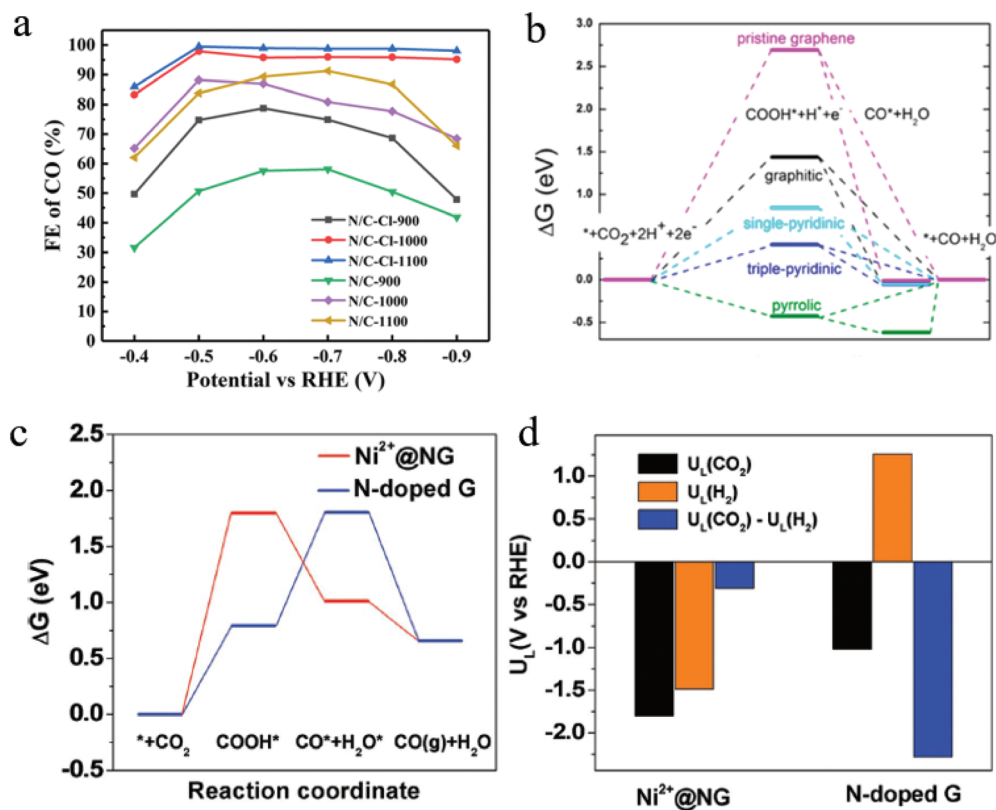 a
FE of CO (%)
100
90
80
70
60
50
40
30
20
10
0
N/C-Cl-900
N/C-Cl-1000
N/C-Cl-1100
N/C-900
N/C-1000
N/C-1100
-0.4 -0.5 -0.6 -0.7 -0.8 -0.9
Potential vs RHE (V)
b
ΔG (eV)
3.0
2.5
2.0
1.5
1.0
0.5
0.0
-0.5
pristine graphene
COOH*+H⁺+e⁻ CO*+H₂O
graphitic
single-pyridinic
*+CO₂+2H⁺+2e⁻ *+CO+H₂O
triple-pyridinic
pyrrolic
c
ΔG (eV)
2.5
2.0
1.5
1.0
0.5
0.0
-0.5
Ni²⁺@NG
N-doped G
*+CO₂ COOH* CO*+H₂O* CO(g)+H₂O
Reaction coordinate
d
U_L(V vs RHE)
1.0
0.5
0.0
-0.5
-1.0
-1.5
-2.0
U_L(CO₂)
U_L(H₂)
U_L(CO₂) - U_L(H₂)
Ni²⁺@NG N-doped G